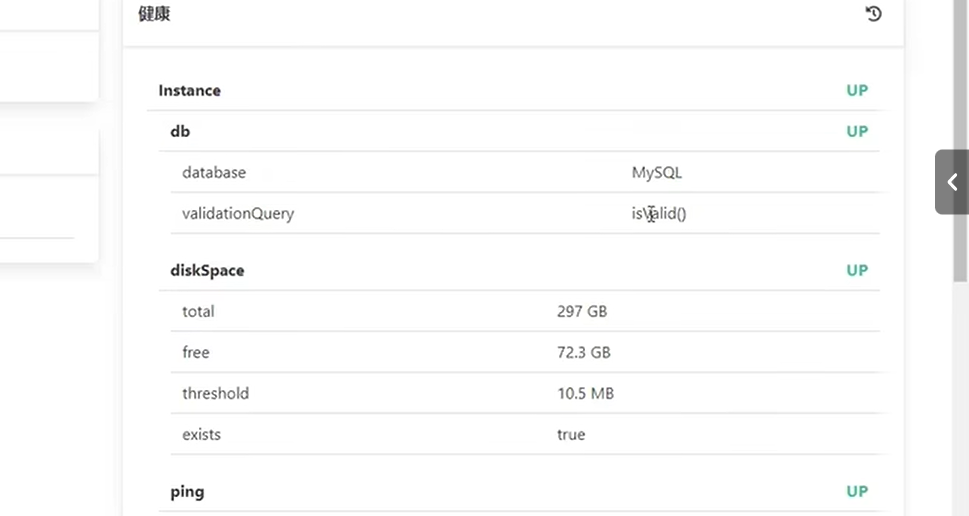 健康
Instance UP
db UP
database MySQL
validationQuery isValid()
diskSpace UP
total 297 GB
free 72.3 GB
threshold 10.5 MB
exists true
ping UP